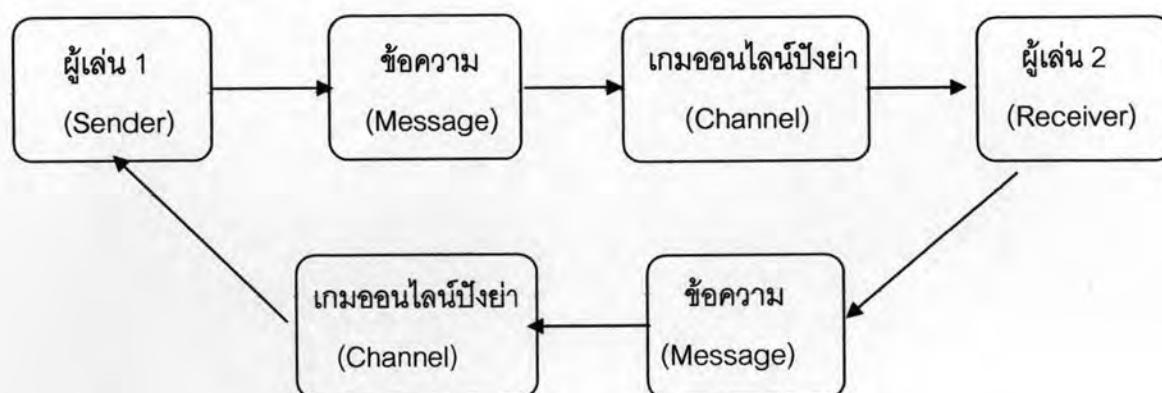 ผู้เล่น 1
(Sender)
ข้อความ
(Message)
เกมออนไลน์ปังย่า
(Channel)
ผู้เล่น 2
(Receiver)
เกมออนไลน์ปังย่า
(Channel)
ข้อความ
(Message)